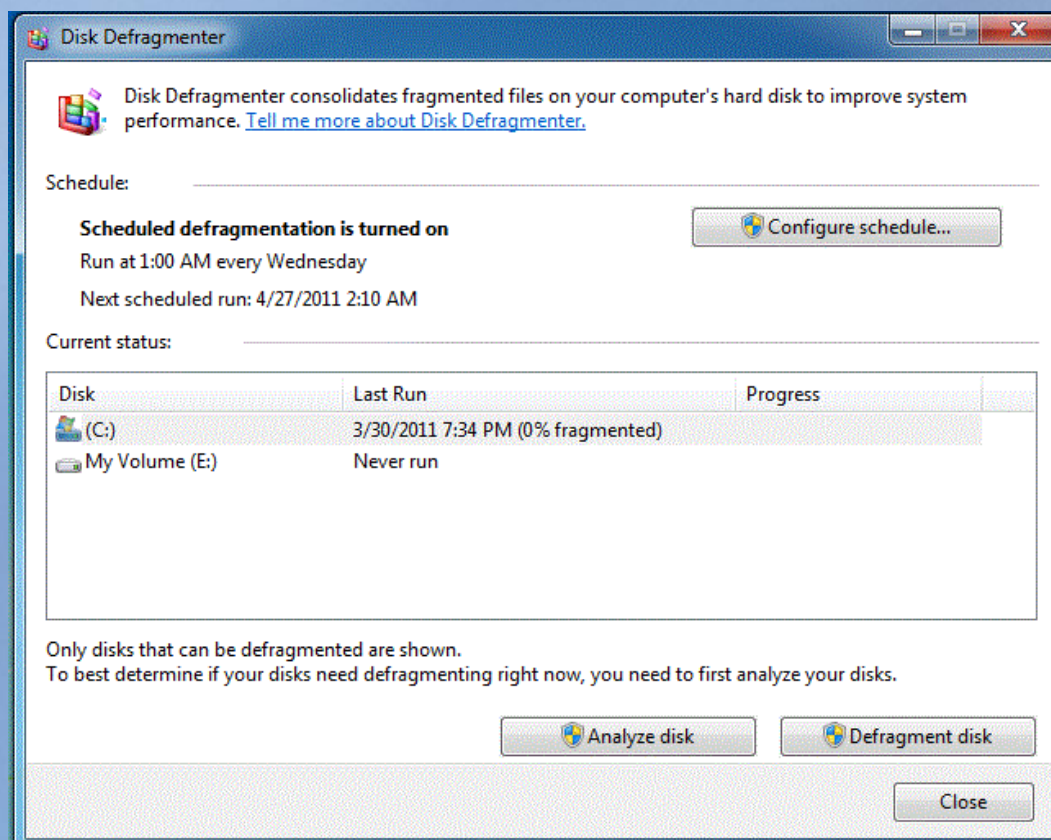 Disk Defragmenter
Disk Defragmenter consolidates fragmented files on your computer's hard disk to improve system
performance. Tell me more about Disk Defragmenter.
Schedule:
Scheduled defragmentation is turned on
Configure schedule...
Run at 1:00 AM every Wednesday
Next scheduled run: 4/27/2011 2:10 AM
Current status:
Disk Last Run Progress
(C:) 3/30/2011 7:34 PM (0% fragmented)
My Volume (E:) Never run
Only disks that can be defragmented are shown.
To best determine if your disks need defragmenting right now, you need to first analyze your disks.
Analyze disk Defragment disk
Close